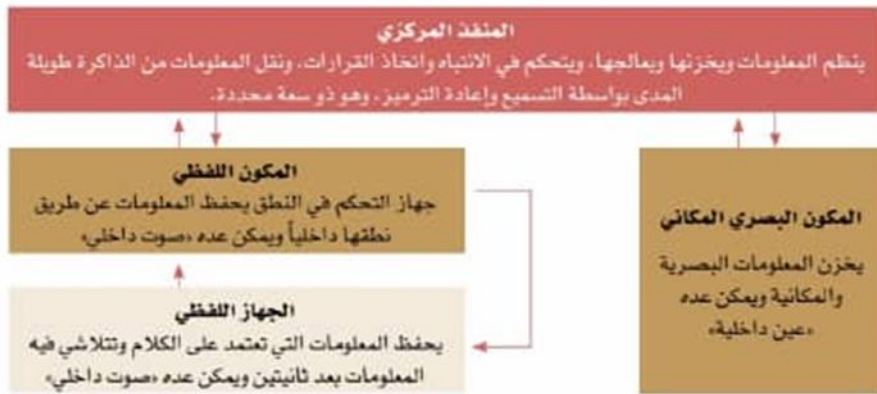 المنفذ المركزي
ينظم المعلومات ويخزنها ويعالجها، ويتحكم في الانتباه واتخاذ القرارات، ونقل المعلومات من الذاكرة طويلة
المدى بواسطة التسميع وإعادة الترميز، وهو ذو سعة محددة.
المكون اللفظي
جهاز التحكم في النطق يحفظ المعلومات عن طريق
نطقها داخلياً ويمكن عده «صوت داخلي»
الجهاز اللفظي
يحفظ المعلومات التي تعتمد على الكلام وتتلاشي فيه
المعلومات بعد ثانيتين ويمكن عده «صوت داخلي»
المكون البصري المكاني
يخزن المعلومات البصرية
والمكانية ويمكن عده
«عين داخلية»